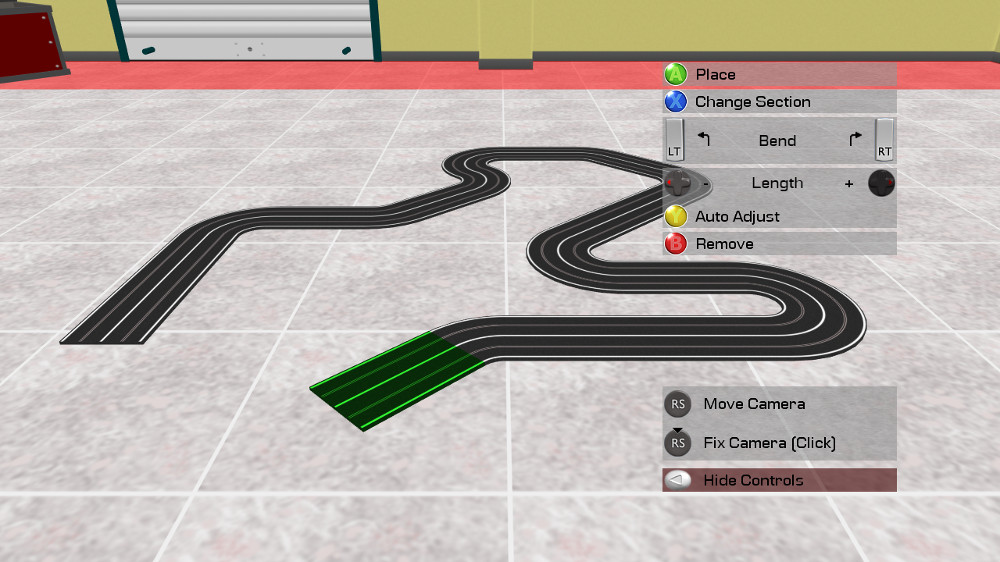 A Place
X Change Section
LT Bend RT
- Length +
Y Auto Adjust
B Remove
RS Move Camera
RS Fix Camera (Click)
Hide Controls